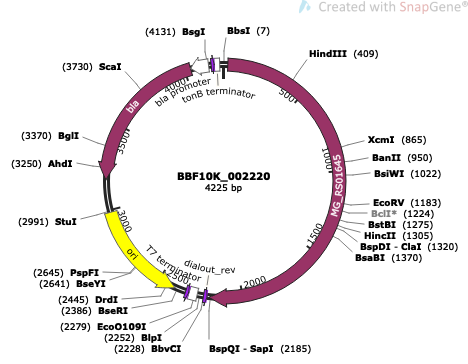 Created with SnapGene®
(4131) BsgI
BbsI (7)
(3730) ScaI
HindIII (409)
bla promoter
tonB terminator
4000
500
bla
(3370) BglI
3500
XcmI (865)
BanII (950)
1000
BsiWI (1022)
(3250) AhdI
BBF10K_002220
4225 bp
MG_RS01645
EcoRV (1183)
BclI* (1224)
BstBI (1275)
HincII (1305)
BspDI - ClaI (1320)
BsaBI (1370)
(2991) StuI
3000
1500
ori
T7 terminator
dialout_rev
2500
2000
(2645) PspFI
(2641) BseYI
(2445) DrdI
(2386) BseRI
(2279) EcoO109I
(2252) BlpI
(2228) BbvCI
BspQI - SapI (2185)